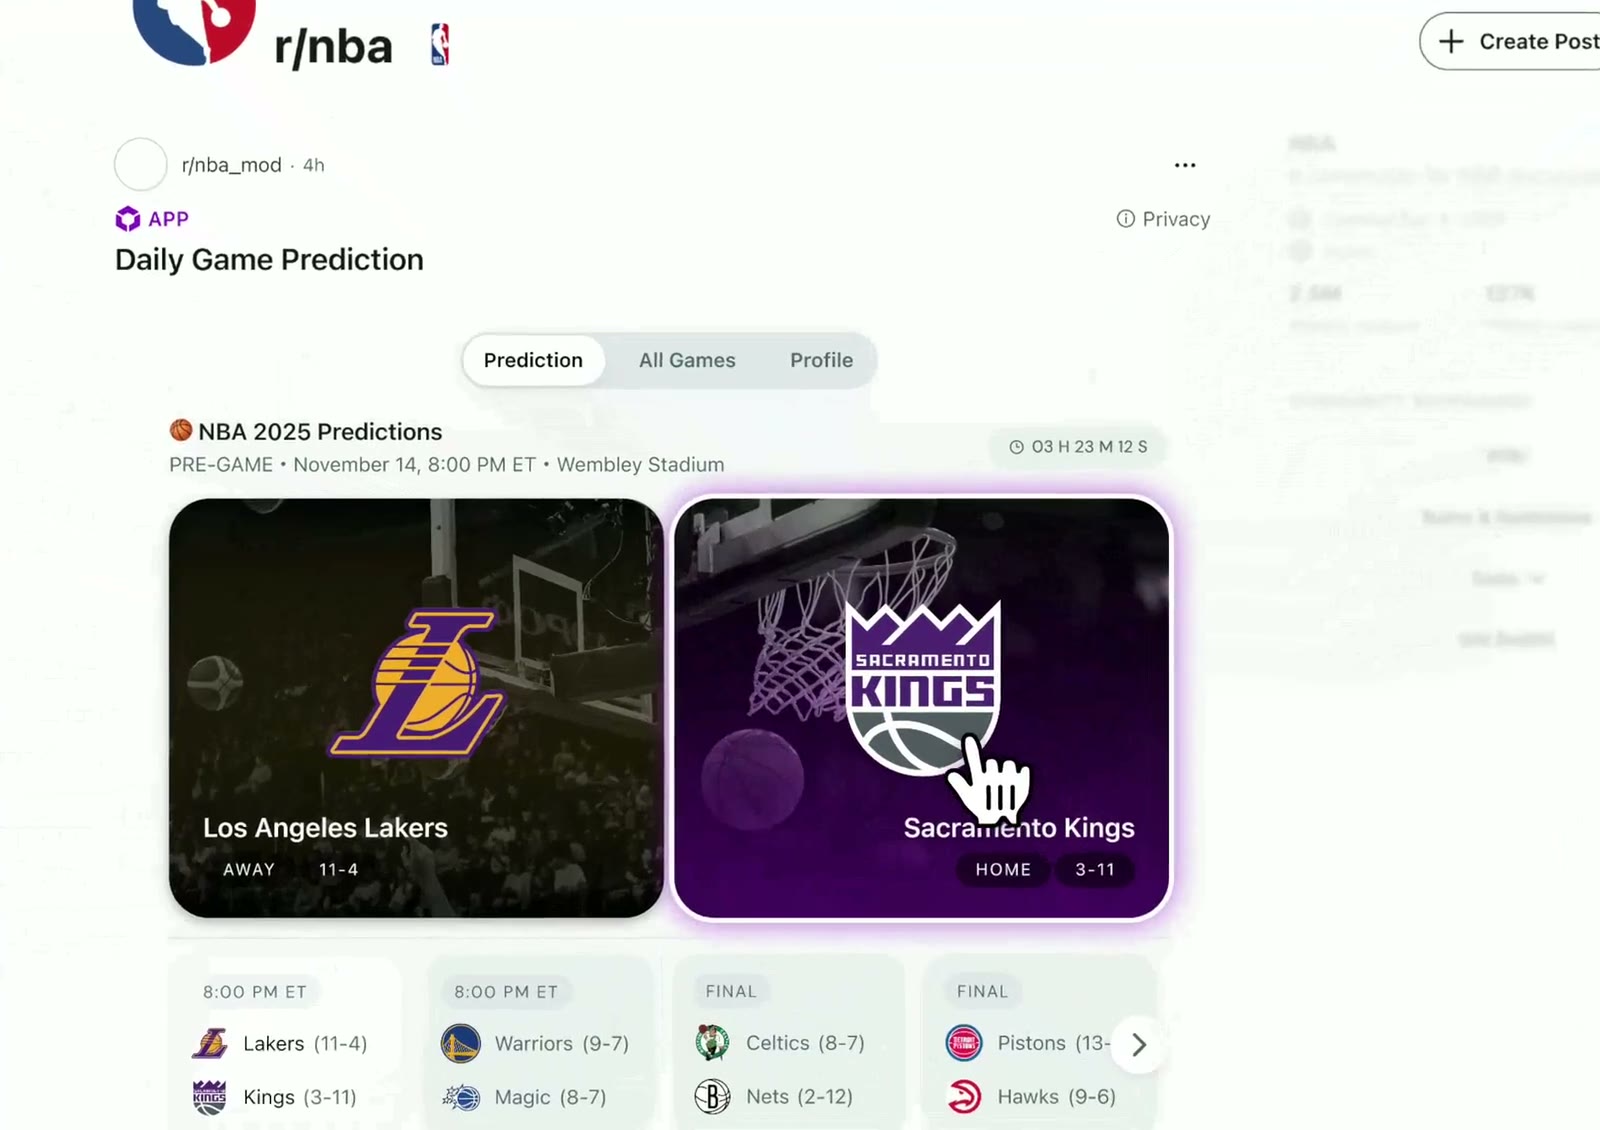 r/nba
+ Create Post
r/nba_mod · 4h
...
APP
Privacy
Daily Game Prediction
Prediction
All Games
Profile
NBA 2025 Predictions
PRE-GAME • November 14, 8:00 PM ET • Wembley Stadium
03 H 23 M 12 S
SACRAMENTO
KINGS
Los Angeles Lakers
AWAY
11-4
Sacramento Kings
HOME
3-11
8:00 PM ET
Lakers (11-4)
Kings (3-11)
8:00 PM ET
Warriors (9-7)
Magic (8-7)
FINAL
Celtics (8-7)
Nets (2-12)
FINAL
Pistons (13-
Hawks (9-6)